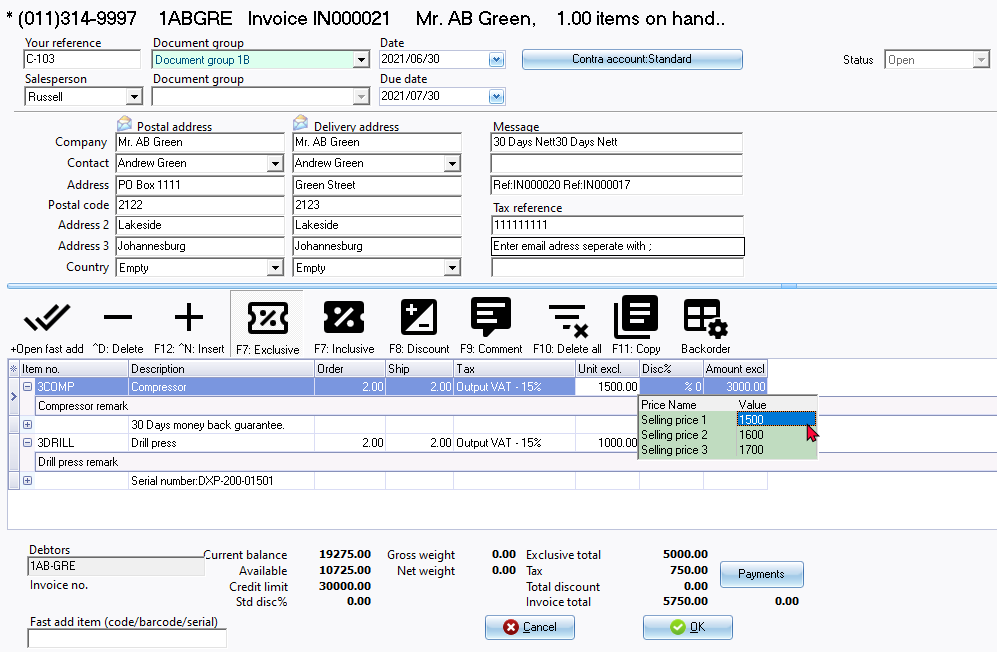 * (011)314-9997 1ABGRE Invoice IN000021 Mr. AB Green, 1.00 items on hand..
Your reference Document group Date
C-103 Document group 1B 2021/06/30 Contra account:Standard Status Open
Salesperson Document group Due date
Russell 2021/07/30
Postal address Delivery address Message
Company Mr. AB Green Mr. AB Green 30 Days Nett30 Days Nett
Contact Andrew Green Andrew Green
Address PO Box 1111 Green Street Ref:IN000020 Ref:IN000017
Postal code 2122 2123 Tax reference
Address 2 Lakeside Lakeside 111111111
Address 3 Johannesburg Johannesburg Enter email adress seperate with ;
Country Empty Empty
+Open fast add ^D: Delete F12: ^N: Insert F7: Exclusive F7: Inclusive F8: Discount F9: Comment F10: Delete all F11: Copy Backorder
Item no. Description Order Ship Tax Unit excl. Disc% Amount excl
3COMP Compressor 2.00 2.00 Output VAT - 15% 1500.00 % 0 3000.00
Compressor remark Price Name Value
Selling price 1 1500
30 Days money back guarantee.
Selling price 2 1600
3DRILL Drill press 2.00 2.00 Output VAT - 15% 1000.00
Selling price 3 1700
Drill press remark
Serial number:DXP-200-01501
Debtors Current balance 19275.00 Gross weight 0.00 Exclusive total 5000.00
1AB-GRE Available 10725.00 Net weight 0.00 Tax 750.00 Payments
Invoice no. Credit limit 30000.00 Total discount 0.00
Std disc% 0.00 Invoice total 5750.00 0.00
Fast add item (code/barcode/serial) Cancel OK